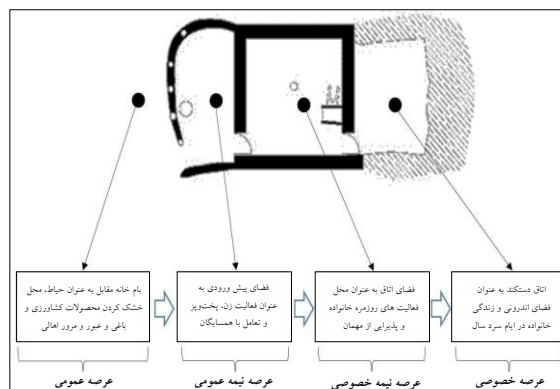 اتاق دستکند به عنوان
فضای اندرونی و زندگی
خانواده در ایام سرد سال
فضای اتاق به عنوان محل
فعالیت های روزمره خانواده
و پذیرایی از مهمان
فضای پیش ورودی به
عنوان فعالیت زن، پخت‌وپز
و تعامل با همسایگان
بام خانه مقابل به عنوان حیاط، محل
خشک کردن محصولات کشاورزی و
باغی و عبور و مرور اهالی
عرصه خصوصی
عرصه نیمه خصوصی
عرصه نیمه عمومی
عرصه عمومی